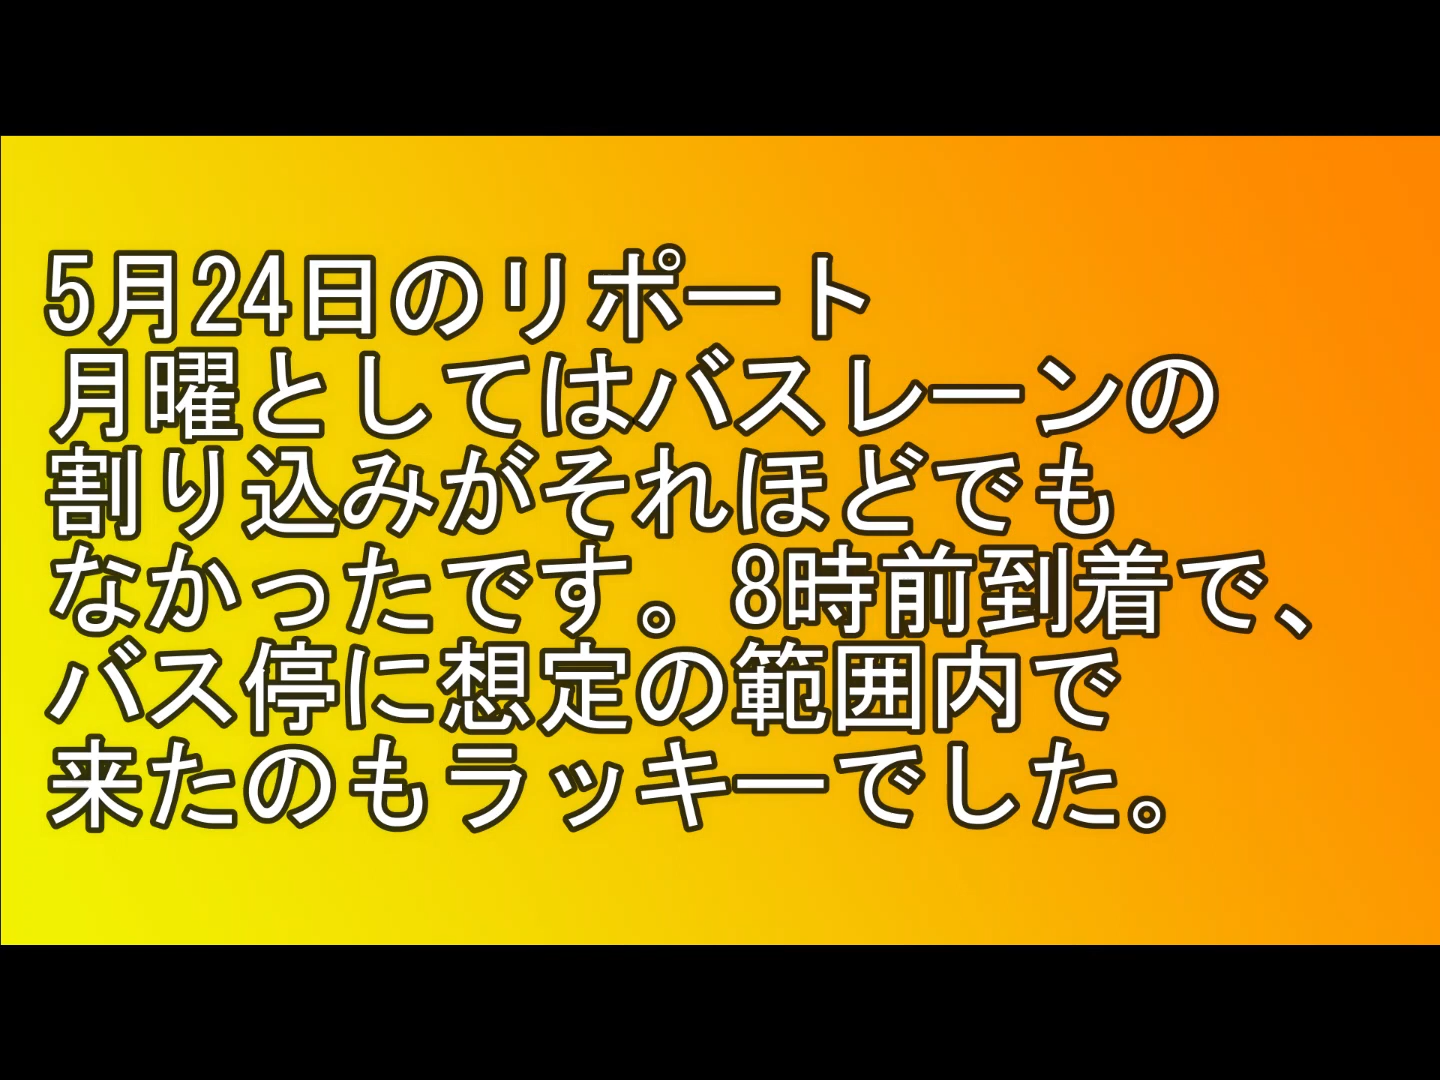 5月24日のリポート
月曜としてはバスレーンの
割り込みがそれほどでも
なかったです。8時前到着で、
バス停に想定の範囲内で
来たのもラッキーでした。